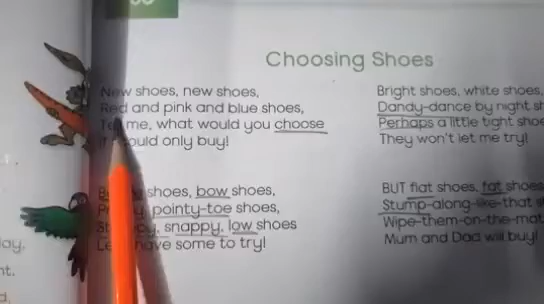 Choosing Shoes
New shoes, new shoes,
Red and pink and blue shoes,
Tell me, what would you choose
If could only buy!
shoes, bow shoes,
pointy-toe shoes,
snappy, low shoes
have some to try!
Bright shoes, white shoes,
Dandy-dance by night
Perhaps a little tight
They won't let me try!
BUT flat shoes, fat shoes
Stump-along-like-that
Wipe-them-on-the-mat
Mum and Dad will buy!